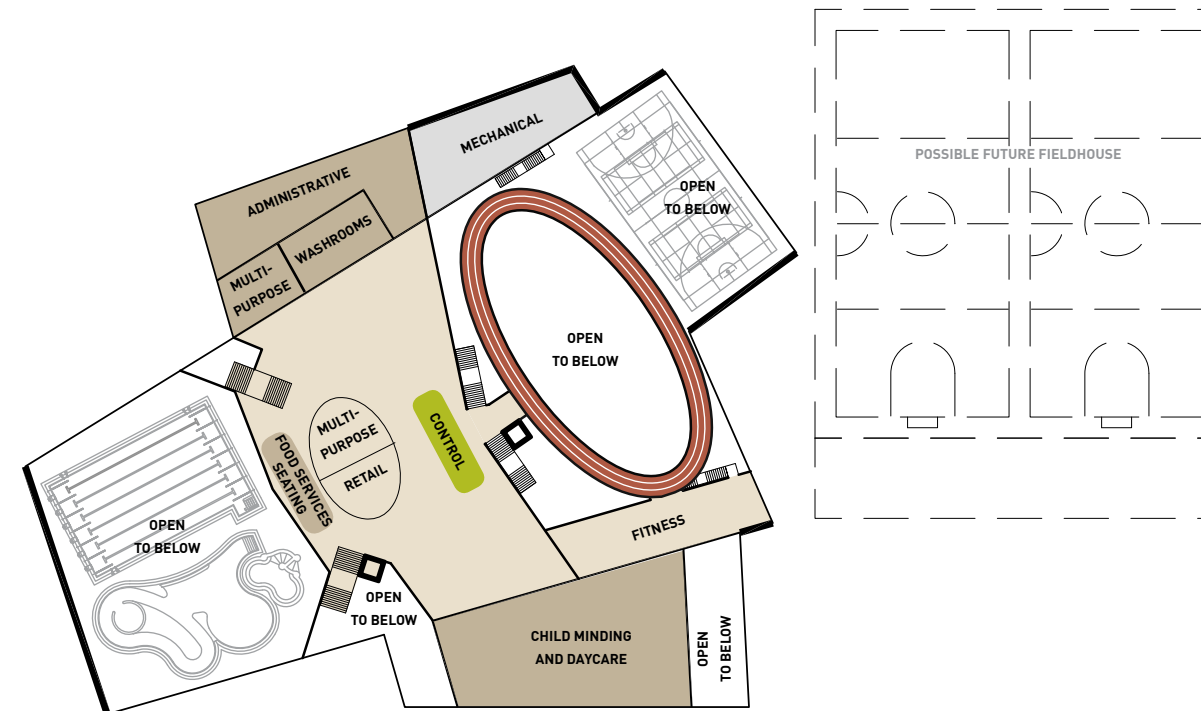 POSSIBLE FUTURE FIELDHOUSE
MECHANICAL
ADMINISTRATIVE
WASHROOMS
MULTI-
PURPOSE
OPEN
TO BELOW
OPEN
TO BELOW
MULTI-
PURPOSE
RETAIL
CONTROL
FOOD SERVICES
SEATING
OPEN
TO BELOW
FITNESS
OPEN
TO BELOW
CHILD MINDING
AND DAYCARE
OPEN
TO BELOW